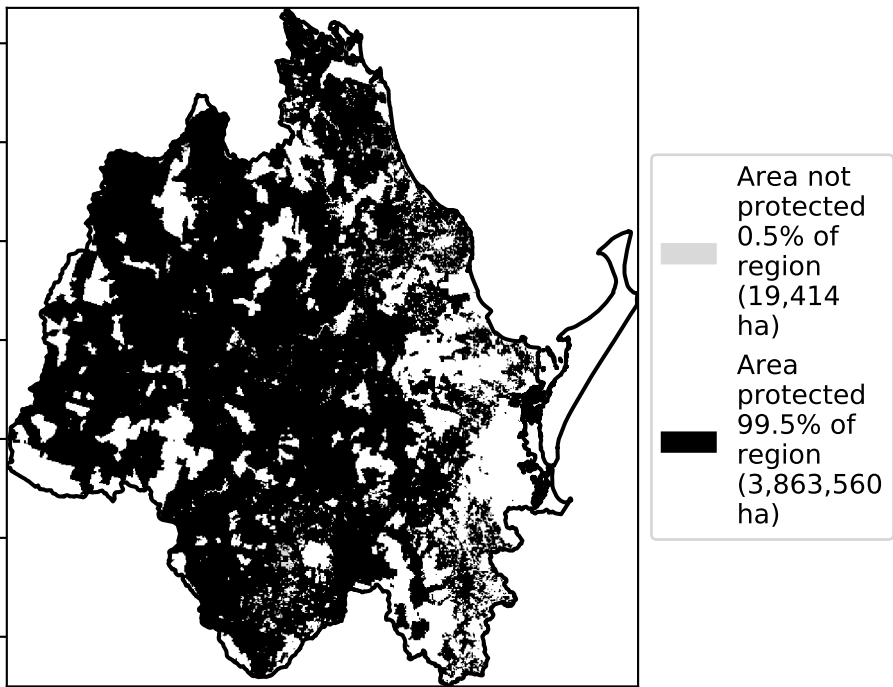 Area not
protected
0.5% of
region
(19,414
ha)
Area
protected
99.5% of
region
(3,863,560
ha)